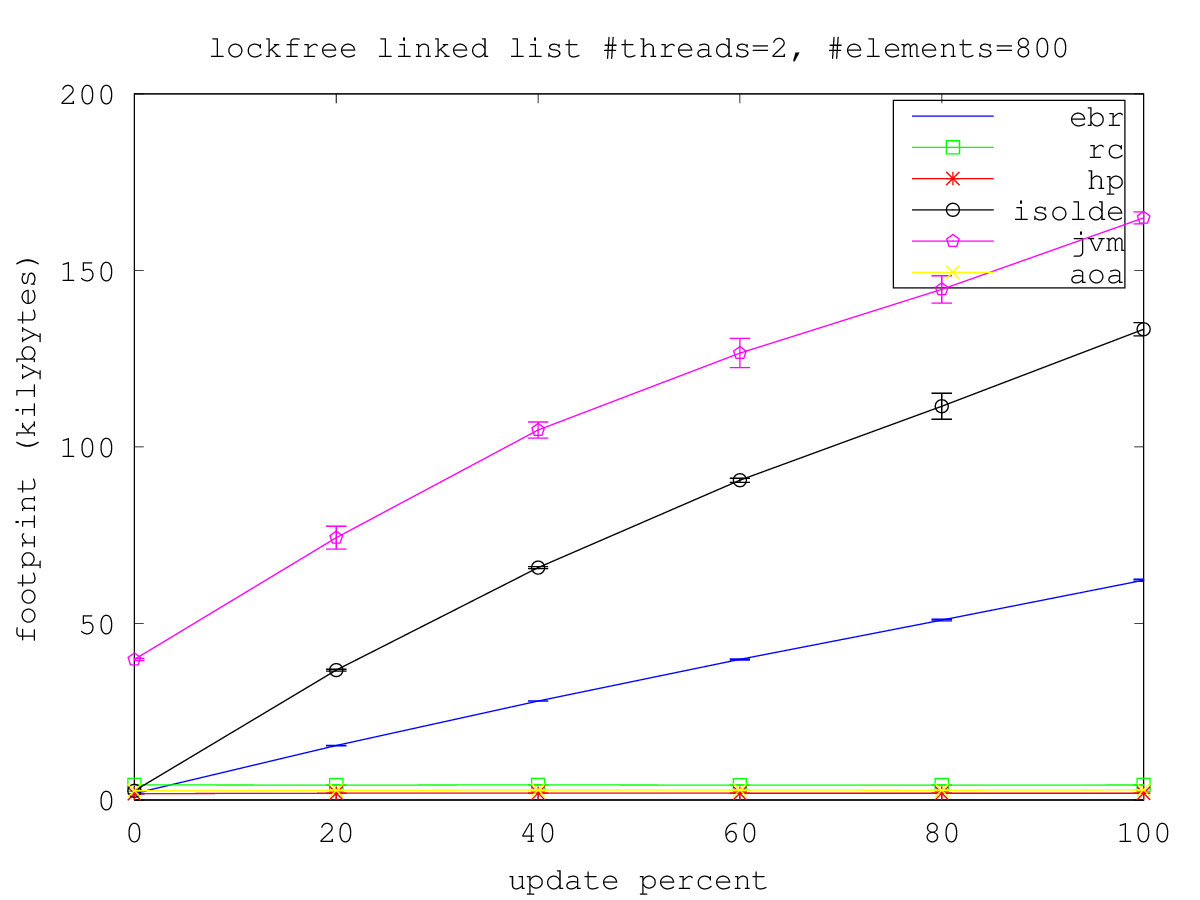 lockfree linked list #threads=2, #elements=800
200
150
100
50
0
footprint (kilybytes)
ebr
rc
hp
isolde
jvm
aoa
0 20 40 60 80 100
update percent